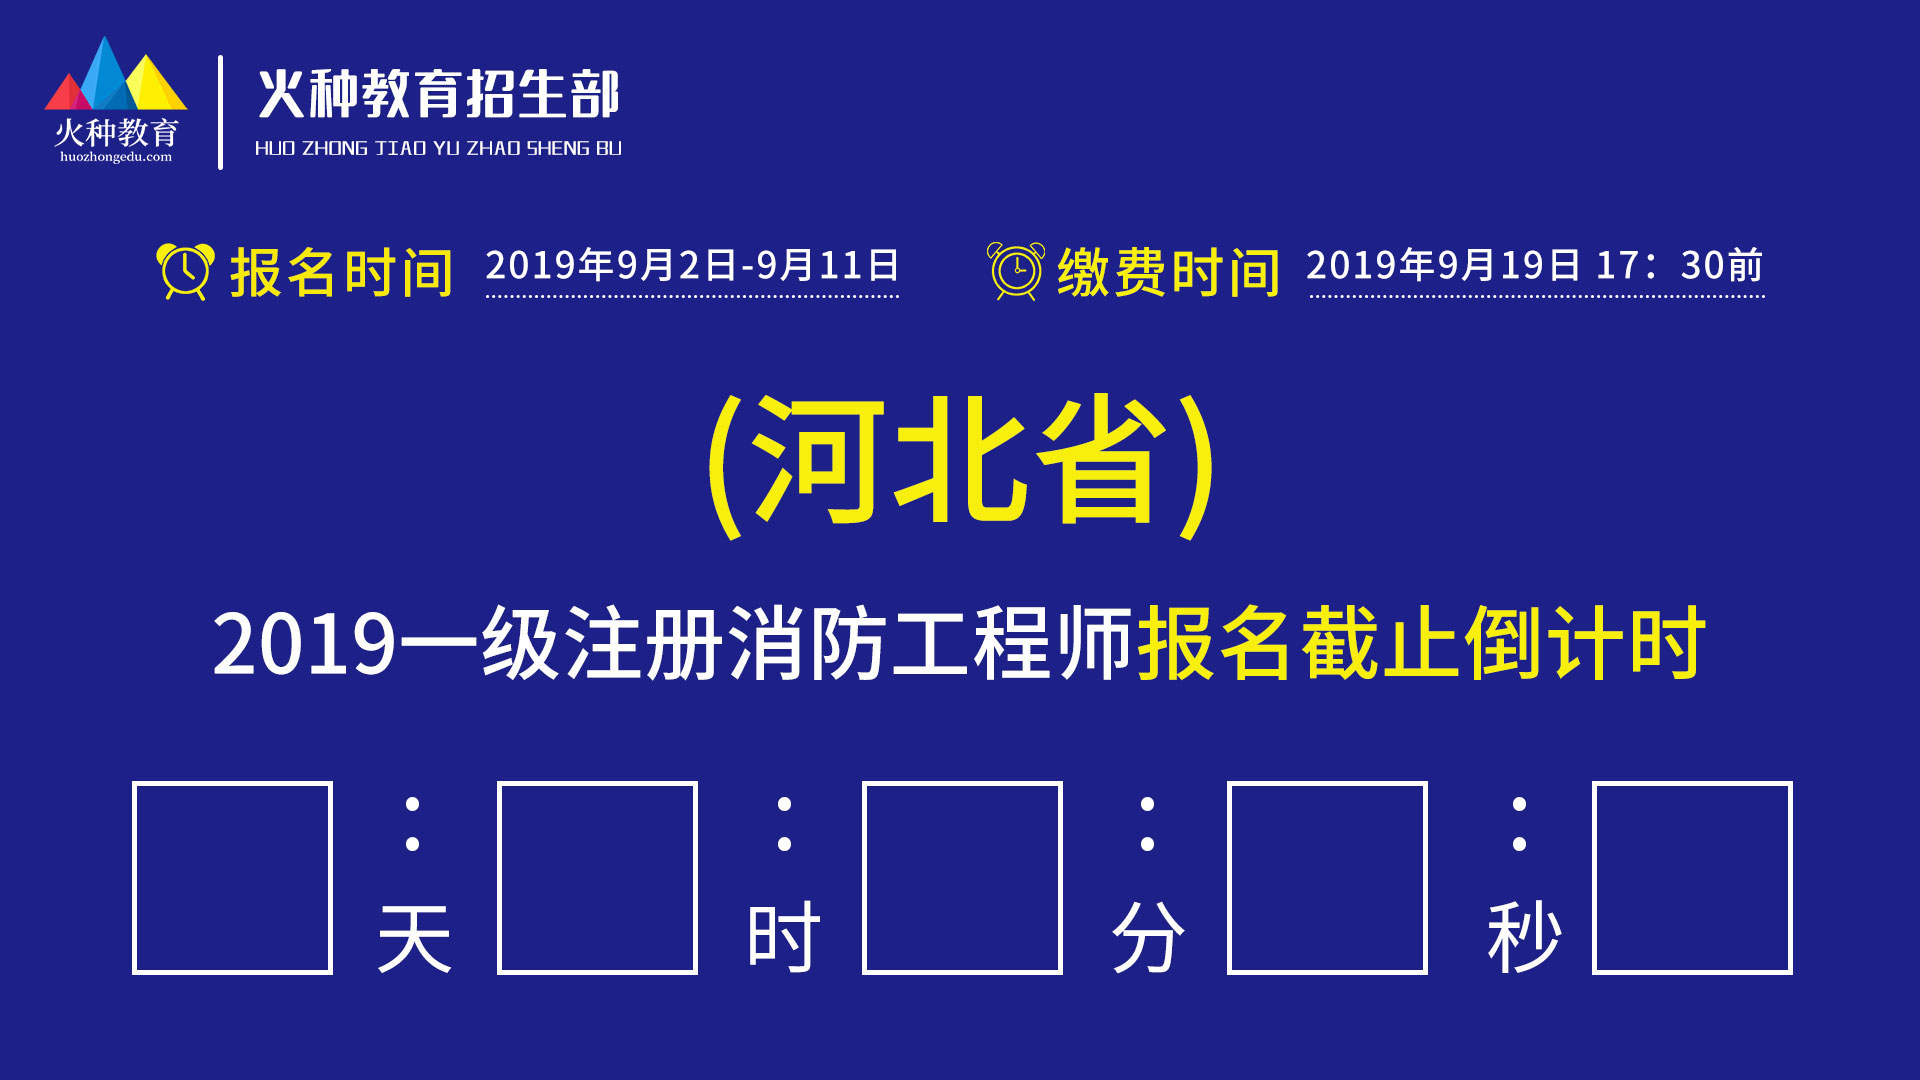 火种教育
huozhongedu.com
火种教育招生部
HUO ZHONG JIAO YU ZHAO SHENG BU
报名时间 2019年9月2日-9月11日
缴费时间 2019年9月19日 17：30前
(河北省)
2019一级注册消防工程师报名截止倒计时
：天 ：时 ：分 ：秒